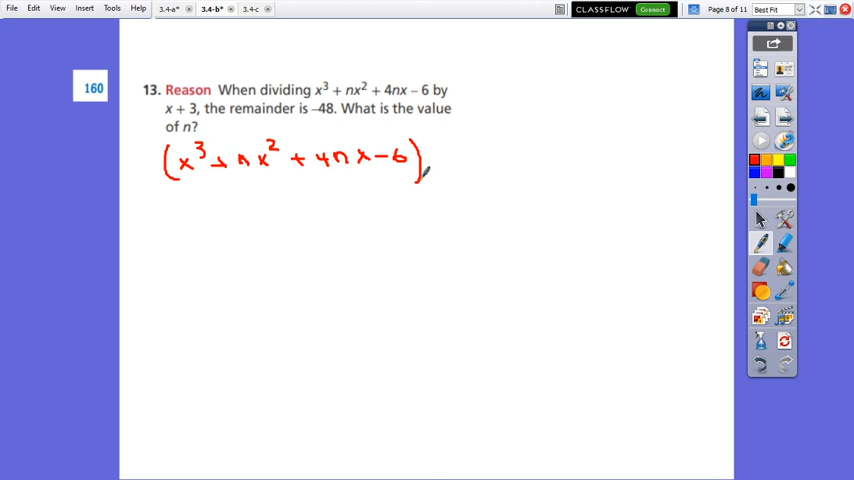 File Edit View Insert Tools Help 3.4-a* 3.4-b* 3.4-c CLASSFLOW Connect Page 8 of 11 Best Fit
160
13. Reason When dividing x³ + nx² + 4nx – 6 by
x + 3, the remainder is –48. What is the value
of n?
(x³ + nx² + 4nx – 6)